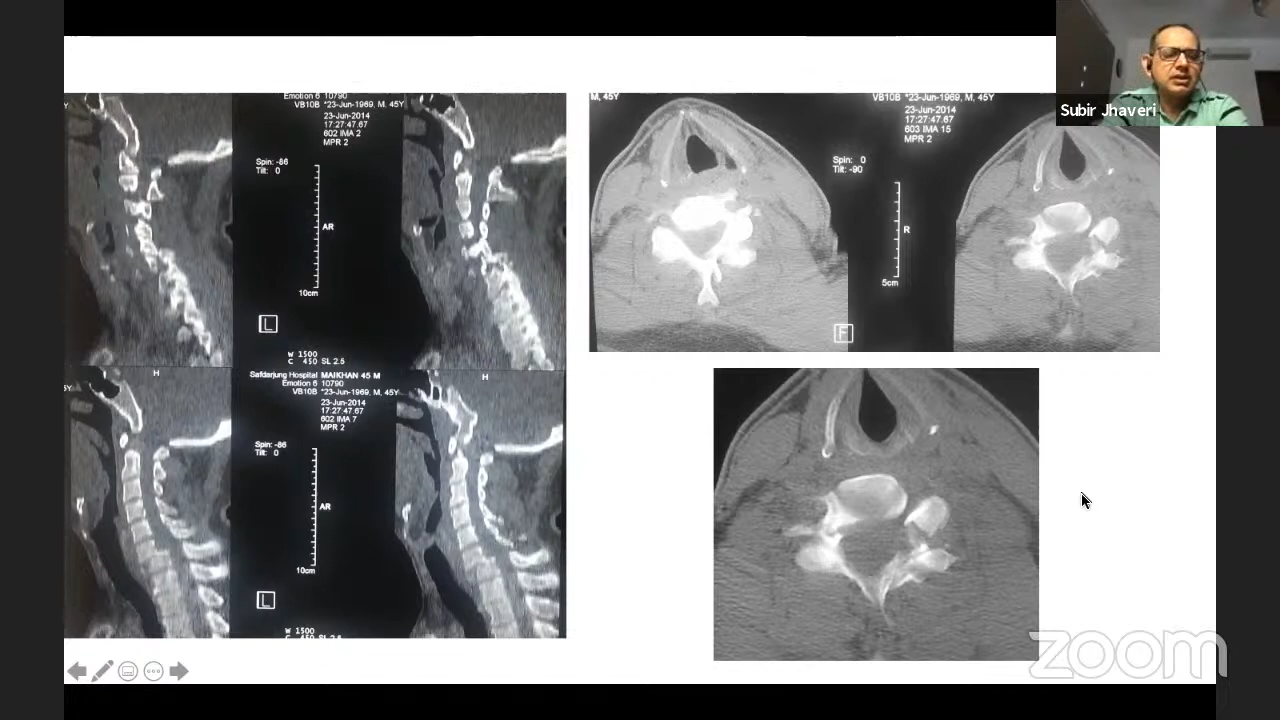 Emotion 6 10790
VB10B *23-Jun-1969, M, 45Y
23-Jun-2014
17:27:47.67
602 IMA 2
MPR 2
Spin: -86
Tilt: 0
AR
10cm
L
W 1500
C 450 SL 2.5
H
H
Safdarjung Hospital MAIKHAN 45 M
Emotion 6 10790
VB10B *23-Jun-1969, M, 45Y
23-Jun-2014
17:27:47.67
602 IMA 7
MPR 2
Spin: -86
Tilt: 0
AR
10cm
L
W 1500
M, 45Y
VB10B *23-Jun-1969, M, 45Y
23-Jun-2014
17:27:47.67
603 IMA 15
MPR 2
Spin: 0
Tilt: -90
R
5cm
F
Subir Jhaveri
zoom